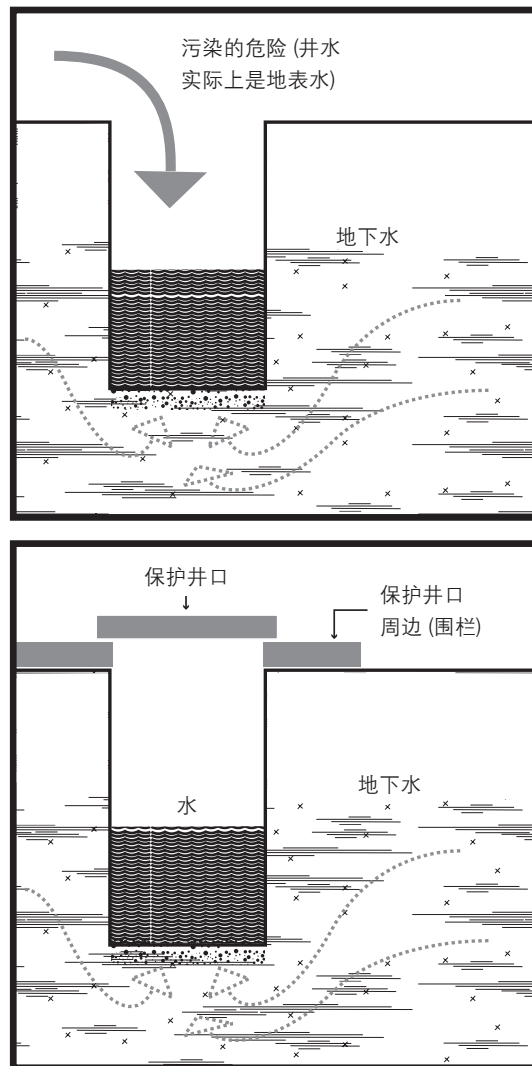 污染的危险 (井水
实际上是地表水)
地下水
保护井口
保护井口
周边 (围栏)
地下水
水